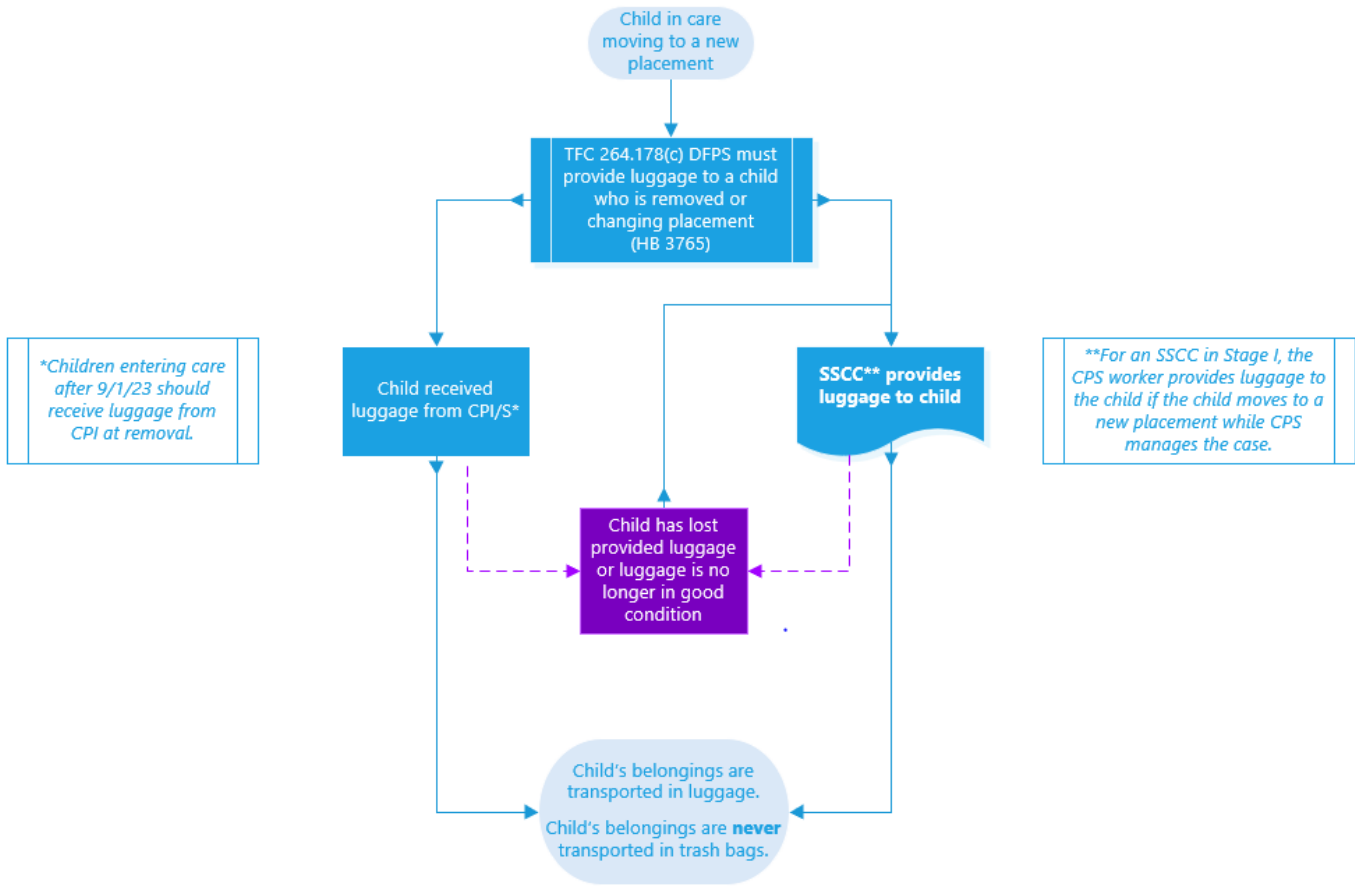 Child in care
moving to a new
placement
TFC 264.178(c) DFPS must
provide luggage to a child
who is removed or
changing placement
(HB 3765)
*Children entering care
after 9/1/23 should
receive luggage from
CPI at removal.
Child received
luggage from CPI/S*
SSCC** provides
luggage to child
**For an SSCC in Stage I, the
CPS worker provides luggage to
the child if the child moves to a
new placement while CPS
manages the case.
Child has lost
provided luggage
or luggage is no
longer in good
condition
*
Child's belongings are
transported in luggage.
Child's belongings are never
transported in trash bags.